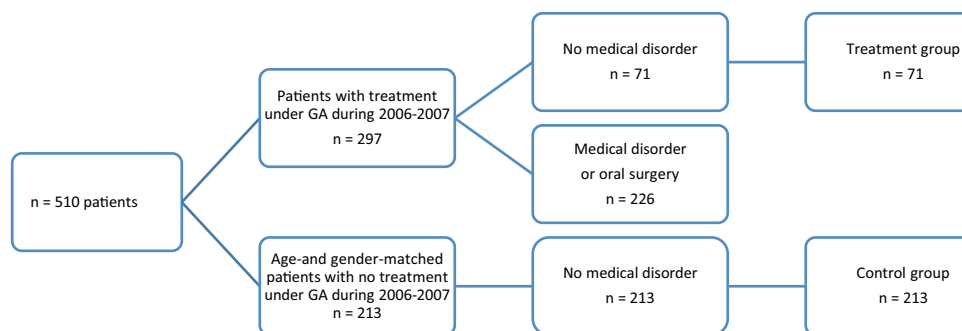 n = 510 patients
Patients with treatment
under GA during 2006-2007
n = 297
Age-and gender-matched
patients with no treatment
under GA during 2006-2007
n = 213
No medical disorder
n = 71
Medical disorder
or oral surgery
n = 226
No medical disorder
n = 213
Treatment group
n = 71
Control group
n = 213